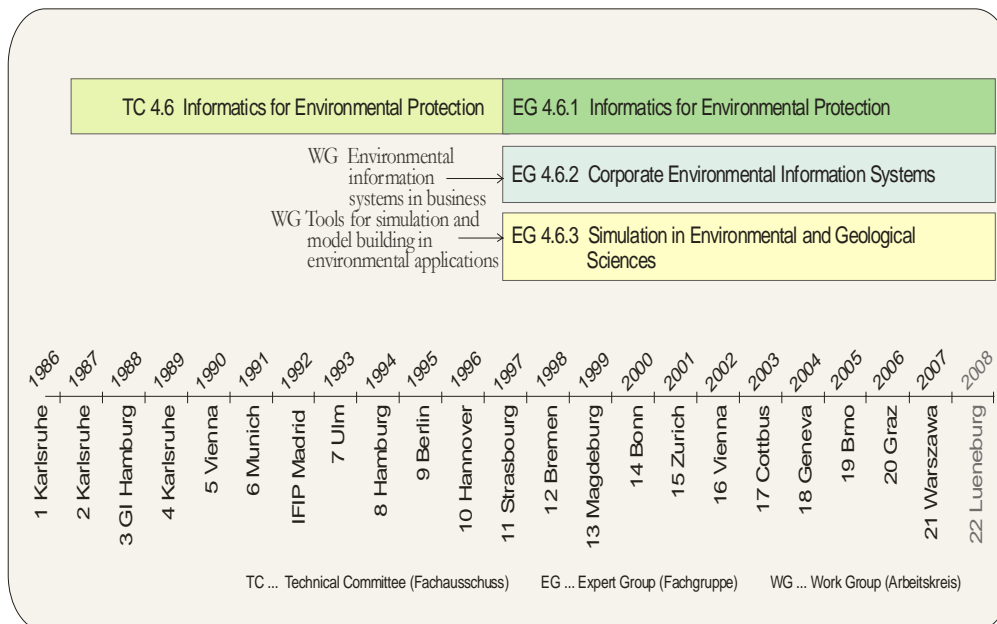 TC 4.6 Informatics for Environmental Protection
EG 4.6.1 Informatics for Environmental Protection
WG Environmental
information
systems in business
EG 4.6.2 Corporate Environmental Information Systems
WG Tools for simulation and
model building in
environmental applications
EG 4.6.3 Simulation in Environmental and Geological
Sciences
1986
1987
1988
1989
1990
1991
1992
1993
1994
1995
1996
1997
1998
1999
2000
2001
2002
2003
2004
2005
2006
2007
2008
1 Karlsruhe
2 Karlsruhe
3 GI Hamburg
4 Karlsruhe
5 Vienna
6 Munich
IFIP Madrid
7 Ulm
8 Hamburg
9 Berlin
10 Hannover
11 Strasbourg
12 Bremen
13 Magdeburg
14 Bonn
15 Zurich
16 Vienna
17 Cottbus
18 Geneva
19 Brno
20 Graz
21 Warszawa
22 Lueneburg
TC ... Technical Committee (Fachausschuss)
EG ... Expert Group (Fachgruppe)
WG ... Work Group (Arbeitskreis)